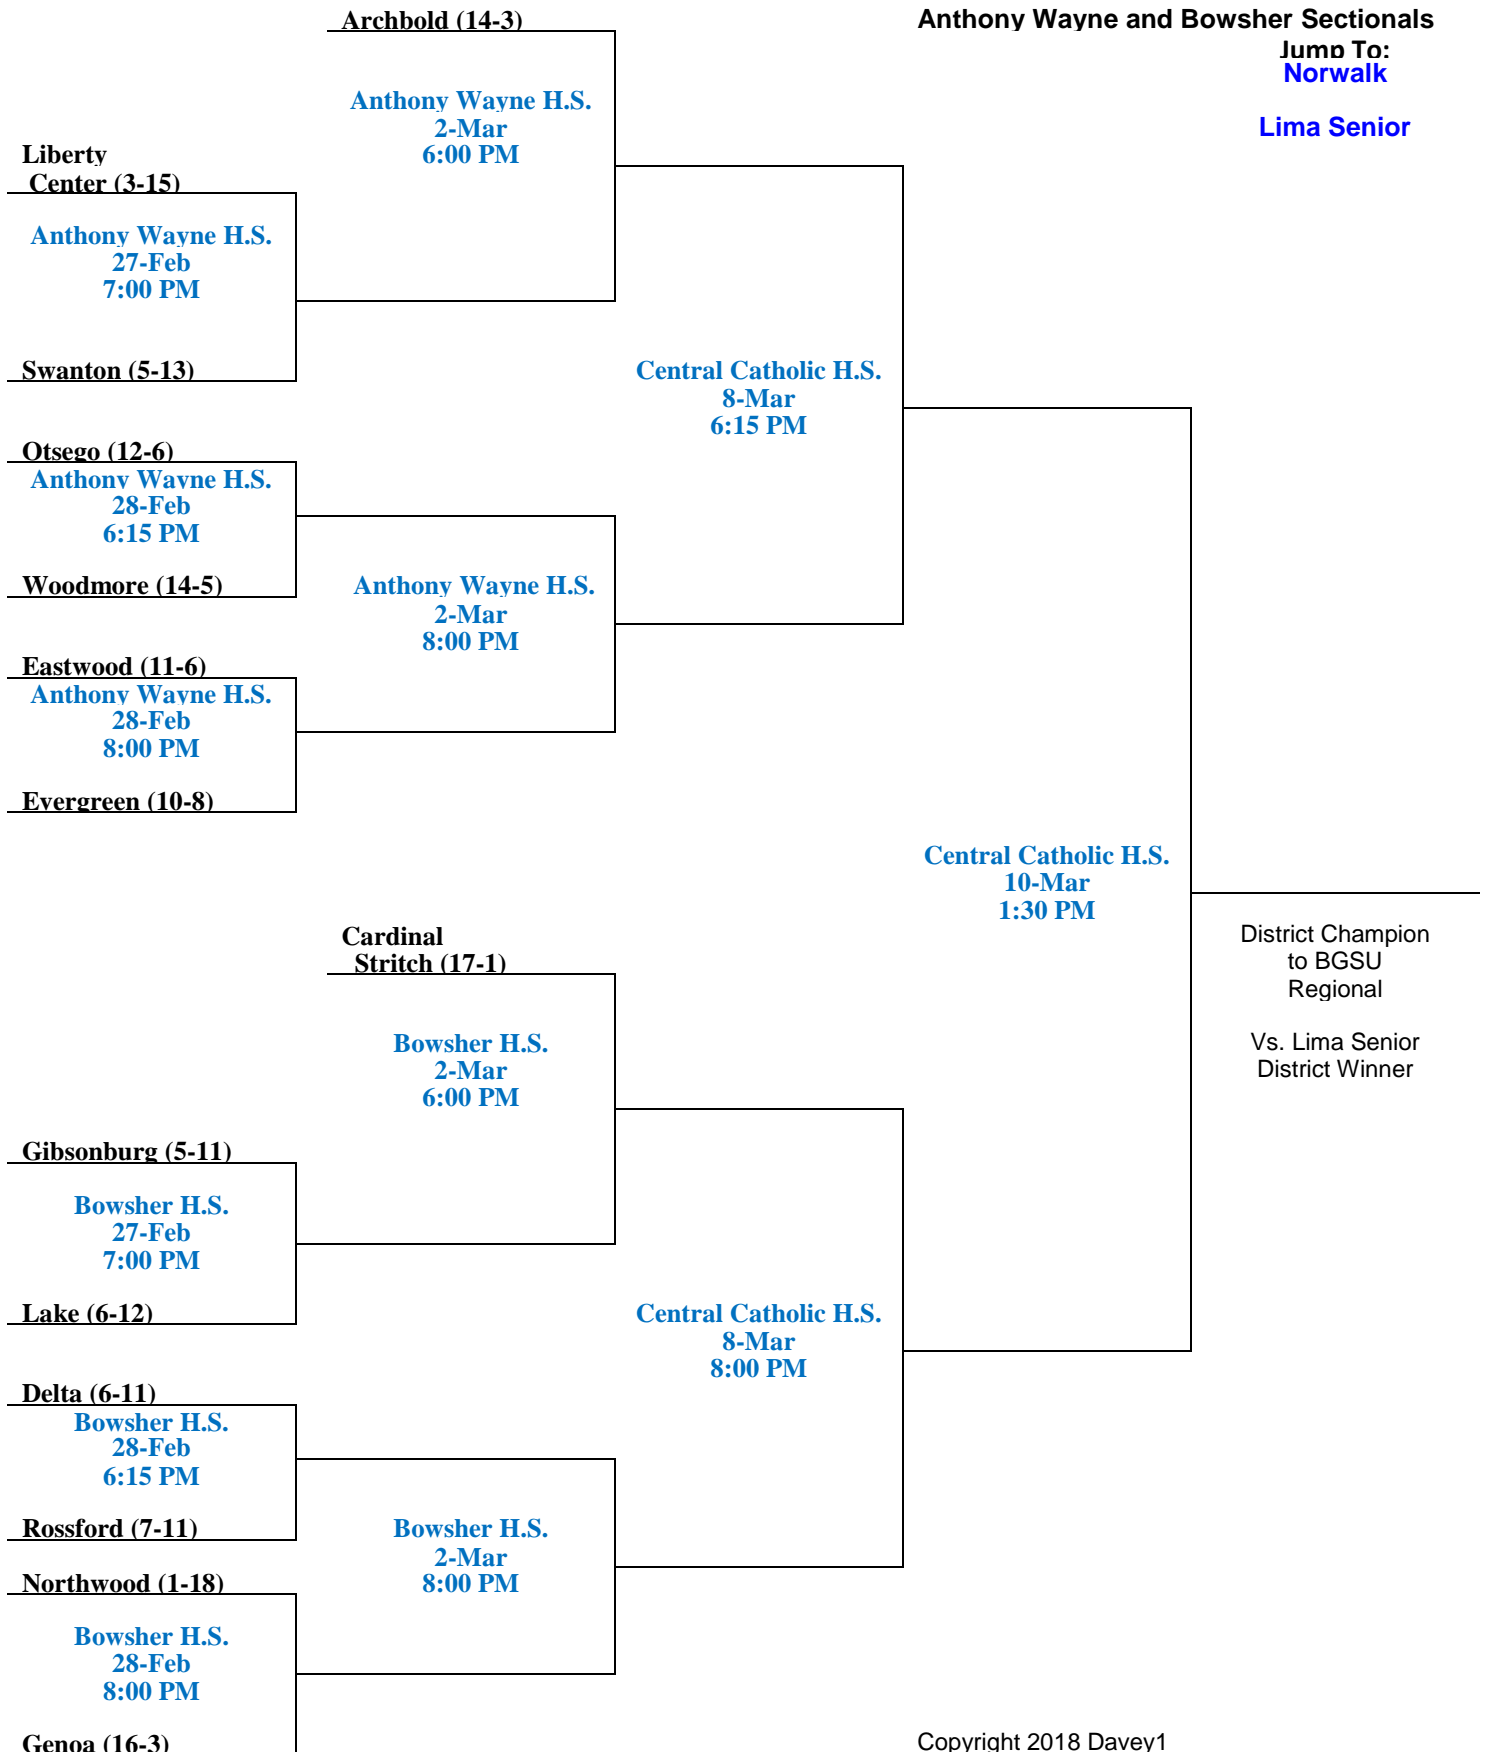 Archbold (14-3)
Anthony Wayne and Bowsher Sectionals
Jump To:
Norwalk
Lima Senior
Anthony Wayne H.S.
2-Mar
6:00 PM
Liberty
Center (3-15)
Anthony Wayne H.S.
27-Feb
7:00 PM
Swanton (5-13)
Central Catholic H.S.
8-Mar
6:15 PM
Otsego (12-6)
Anthony Wayne H.S.
28-Feb
6:15 PM
Woodmore (14-5)
Anthony Wayne H.S.
2-Mar
8:00 PM
Eastwood (11-6)
Anthony Wayne H.S.
28-Feb
8:00 PM
Evergreen (10-8)
Central Catholic H.S.
10-Mar
1:30 PM
District Champion
to BGSU
Regional
Vs. Lima Senior
District Winner
Cardinal
Stritch (17-1)
Bowsher H.S.
2-Mar
6:00 PM
Gibsonburg (5-11)
Bowsher H.S.
27-Feb
7:00 PM
Lake (6-12)
Central Catholic H.S.
8-Mar
8:00 PM
Delta (6-11)
Bowsher H.S.
28-Feb
6:15 PM
Rossford (7-11)
Bowsher H.S.
2-Mar
8:00 PM
Northwood (1-18)
Bowsher H.S.
28-Feb
8:00 PM
Genoa (16-3)
Copyright 2018 Davey1